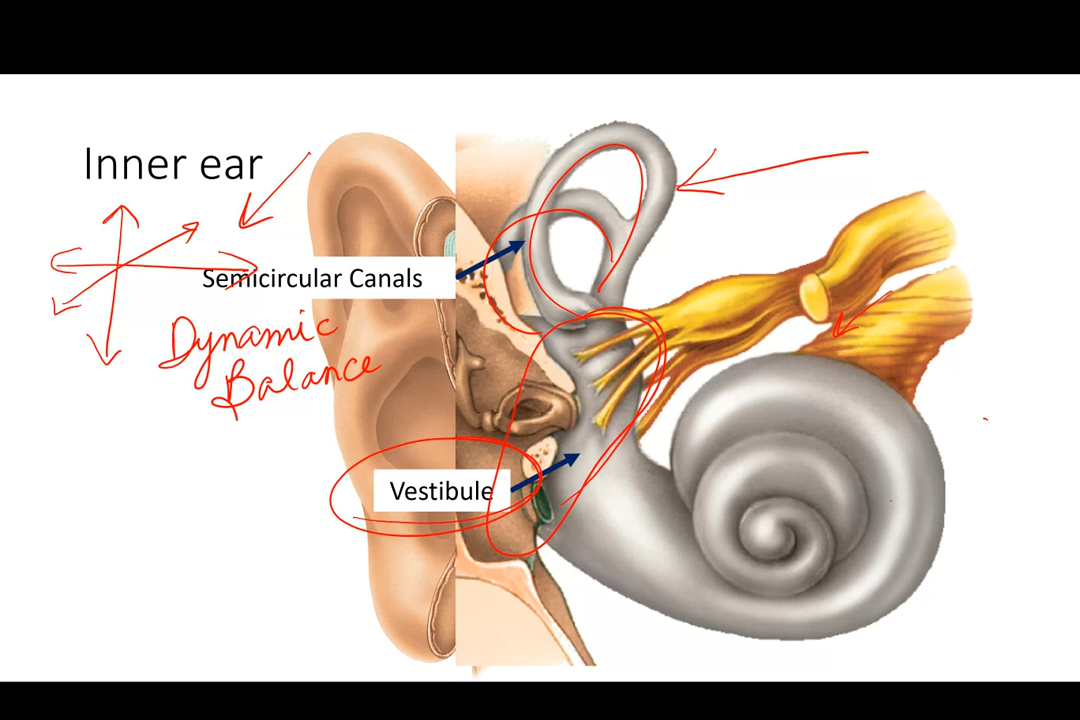 Inner ear
Semicircular Canals
Dynamic
Balance
Vestibule